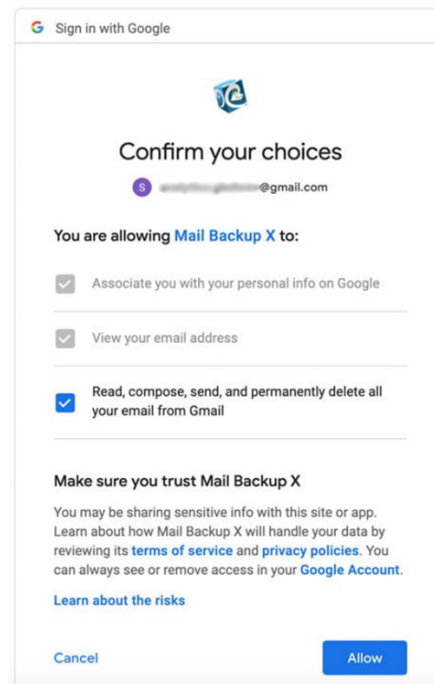 Sign in with Google
Confirm your choices
S @gmail.com
You are allowing Mail Backup X to:
Associate you with your personal info on Google
View your email address
Read, compose, send, and permanently delete all
your email from Gmail
Make sure you trust Mail Backup X
You may be sharing sensitive info with this site or app.
Learn about how Mail Backup X will handle your data by
reviewing its terms of service and privacy policies. You
can always see or remove access in your Google Account.
Learn about the risks
Cancel
Allow